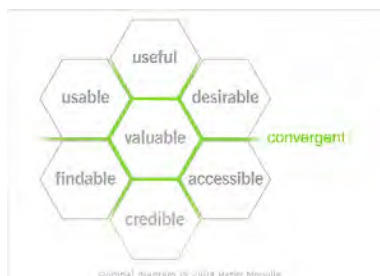 useful
usable
desirable
valuable
convergent
findable
accessible
credible